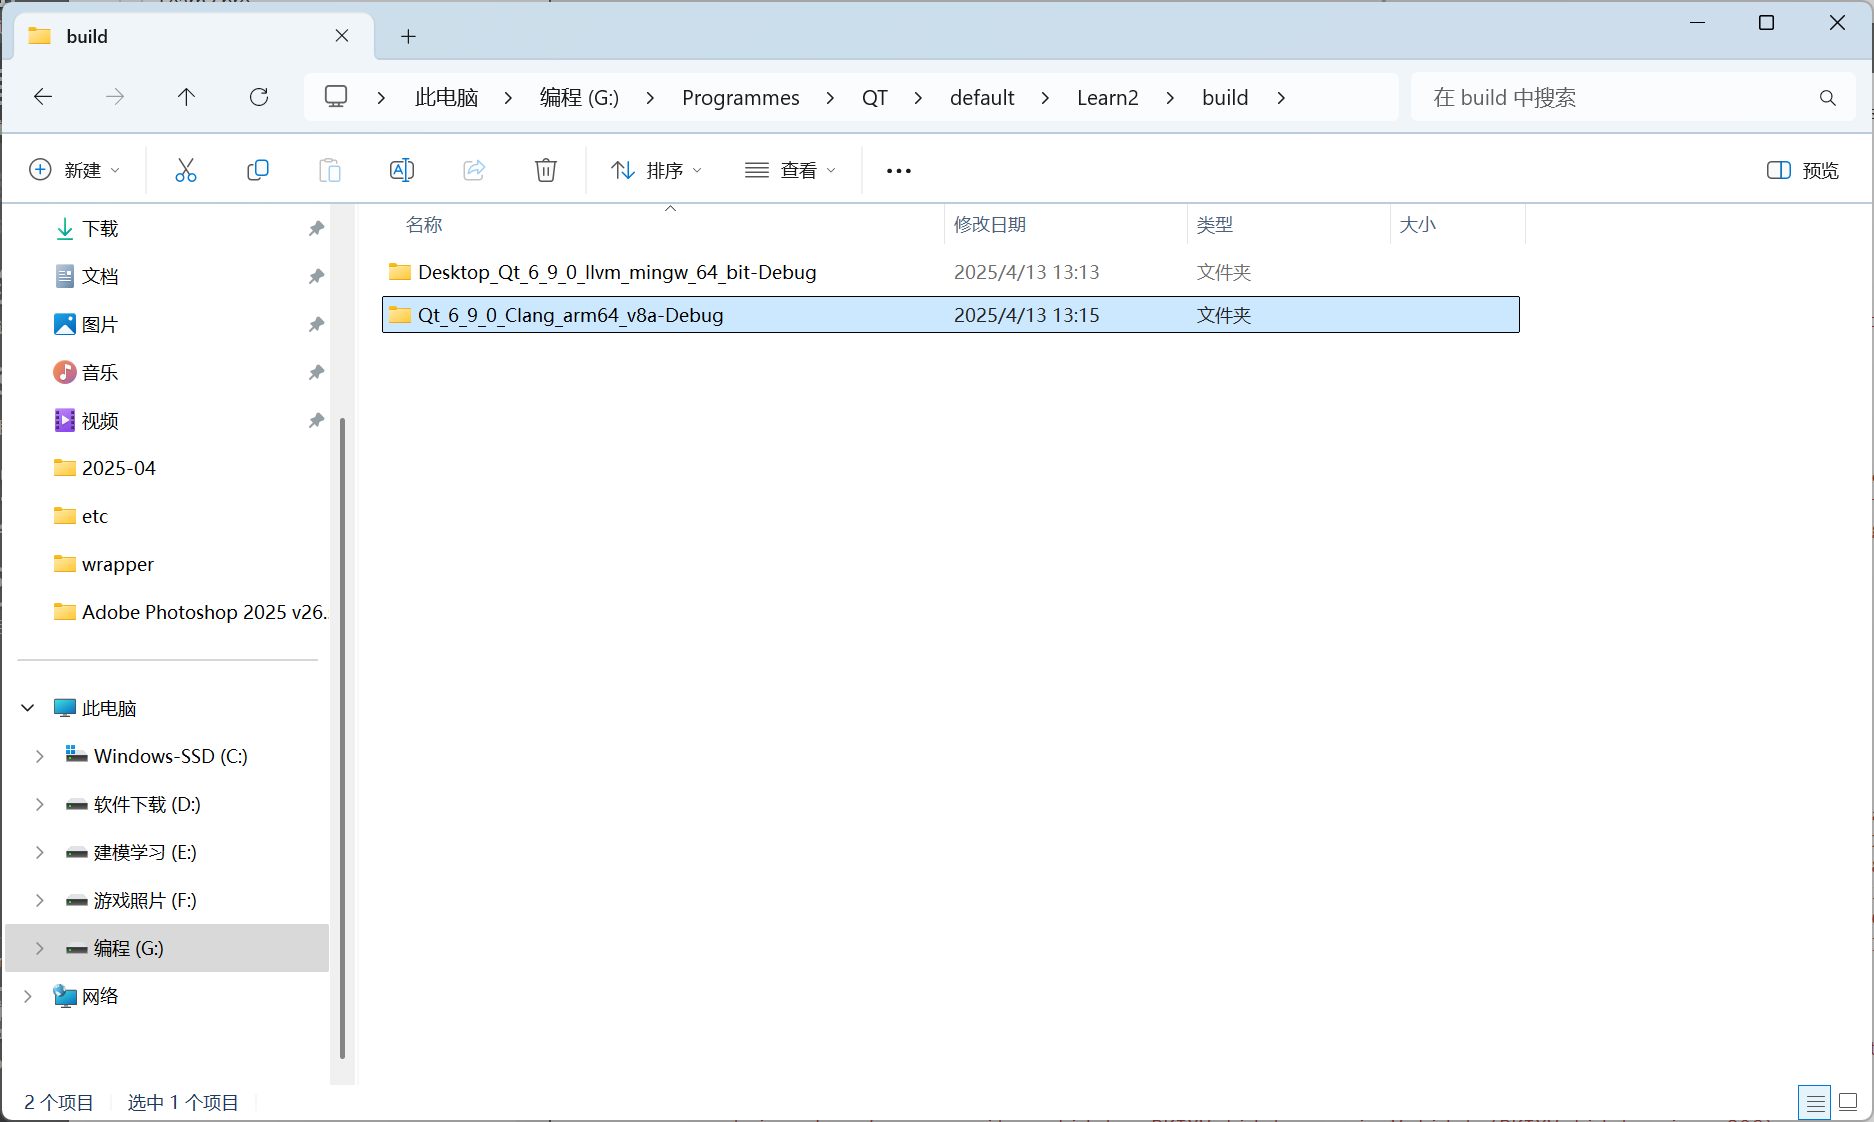 build
此电脑 编程 (G:) Programmes QT default Learn2 build
在 build 中搜索
新建 排序 查看 预览
名称 修改日期 类型 大小
Desktop_Qt_6_9_0_llvm_mingw_64_bit-Debug 2025/4/13 13:13 文件夹
Qt_6_9_0_Clang_arm64_v8a-Debug 2025/4/13 13:15 文件夹
下载
文档
图片
音乐
视频
2025-04
etc
wrapper
Adobe Photoshop 2025 v26.
此电脑
Windows-SSD (C:)
软件下载 (D:)
建模学习 (E:)
游戏照片 (F:)
编程 (G:)
网络
2 个项目 选中 1 个项目